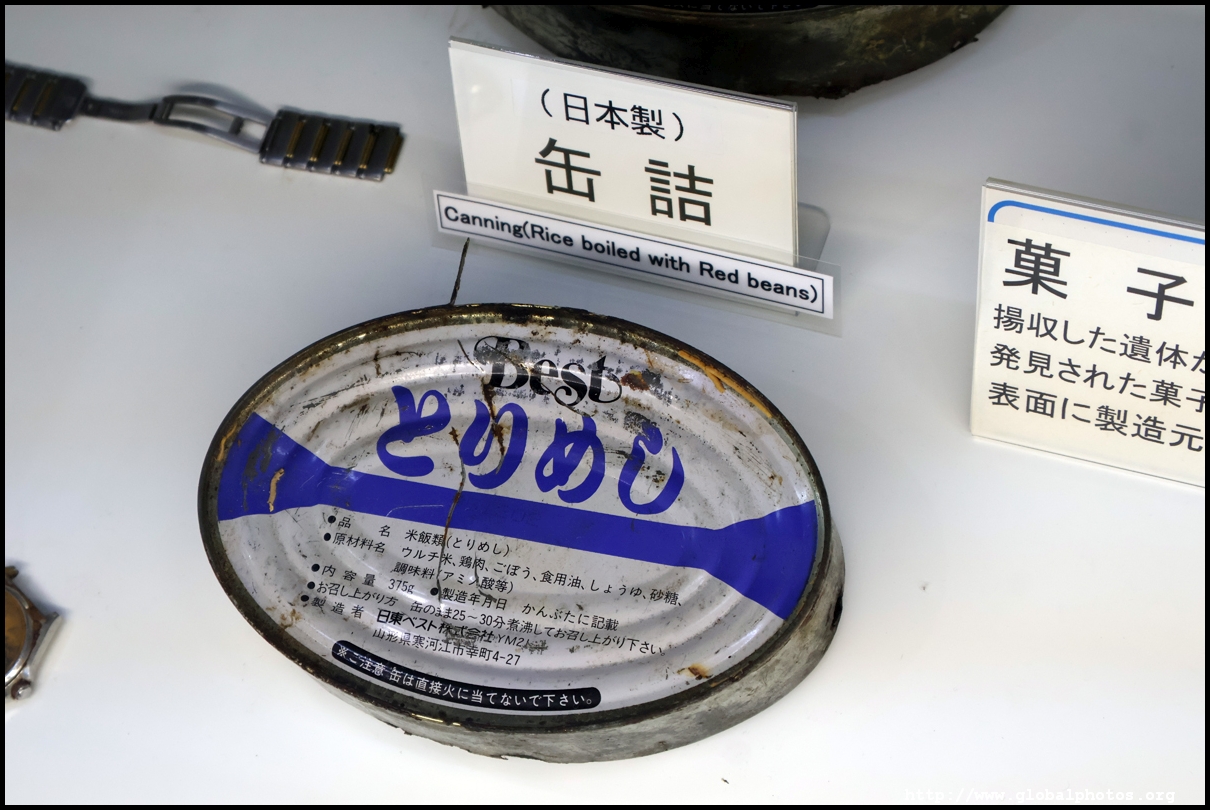 (日本製)
缶詰
Canning(Rice boiled with Red beans)
菓子
揚収した遺体が
発見された菓子
表面に製造元
Best
とりめし
●品名 米飯類(とりめし)
●原材料名 ウルチ米、鶏肉、ごぼう、食用油、しょうゆ、砂糖、
調味料(アミノ酸等)
●内容量 375g ●製造年月日 かんぶたに記載
●お召し上がり方 缶のまま25～30分煮沸してお召し上がり下さい
●製造者 日東ベスト株式会社YM2
山形県寒河江市幸町4-27
※ご注意 缶は直接火に当てないで下さい。
http://www.globalphotos.org